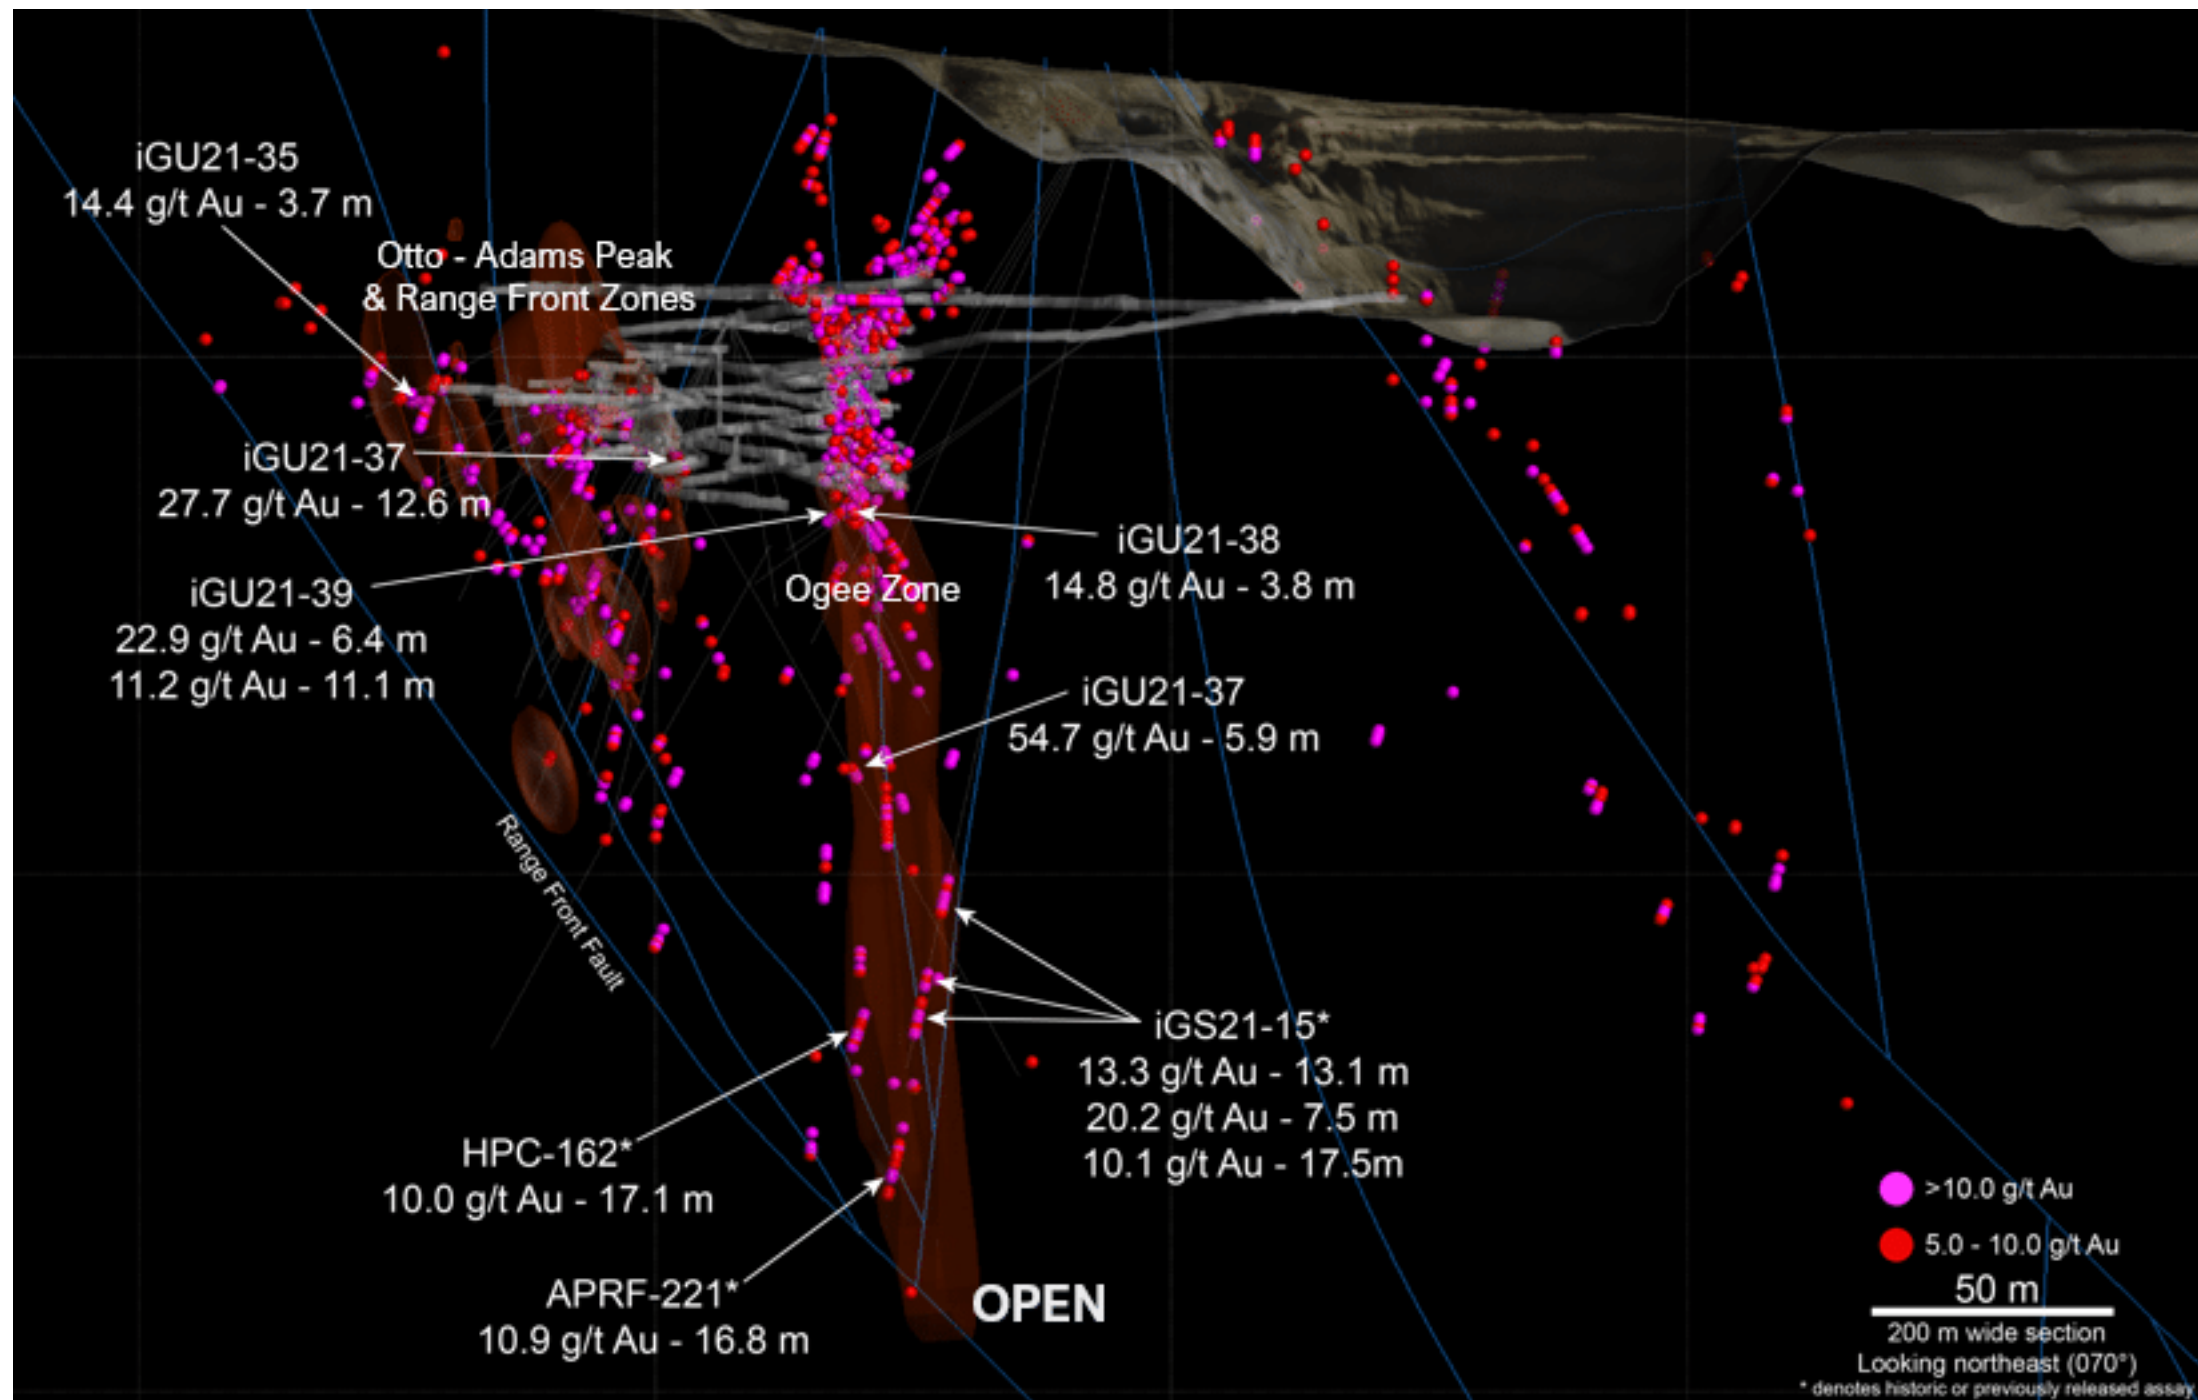 iGU21-35
14.4 g/t Au - 3.7 m
Otto - Adams Peak
& Range Front Zones
iGU21-37
27.7 g/t Au - 12.6 m
iGU21-39
22.9 g/t Au - 6.4 m
11.2 g/t Au - 11.1 m
iGU21-38
14.8 g/t Au - 3.8 m
Ogee Zone
iGU21-37
54.7 g/t Au - 5.9 m
Range Front Fault
iGS21-15*
13.3 g/t Au - 13.1 m
20.2 g/t Au - 7.5 m
10.1 g/t Au - 17.5m
HPC-162*
10.0 g/t Au - 17.1 m
APRF-221*
10.9 g/t Au - 16.8 m
OPEN
>10.0 g/t Au
5.0 - 10.0 g/t Au
50 m
200 m wide section
Looking northeast (070°)
* denotes historic or previously released assay